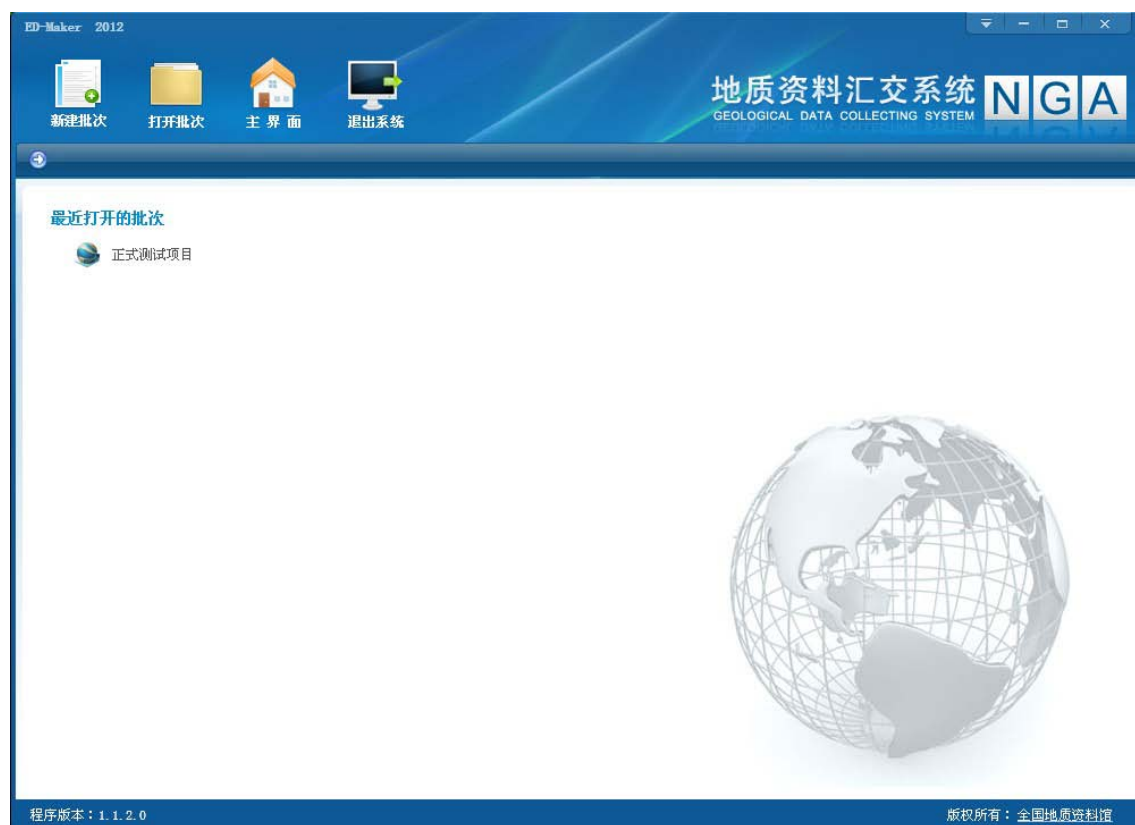 ED-Maker 2012
新建批次 打开批次 主界面 退出系统
地质资料汇交系统 NGA
GEOLOGICAL DATA COLLECTING SYSTEM
最近打开的批次
正式测试项目
程序版本：1.1.2.0 版权所有：全国地质资料馆